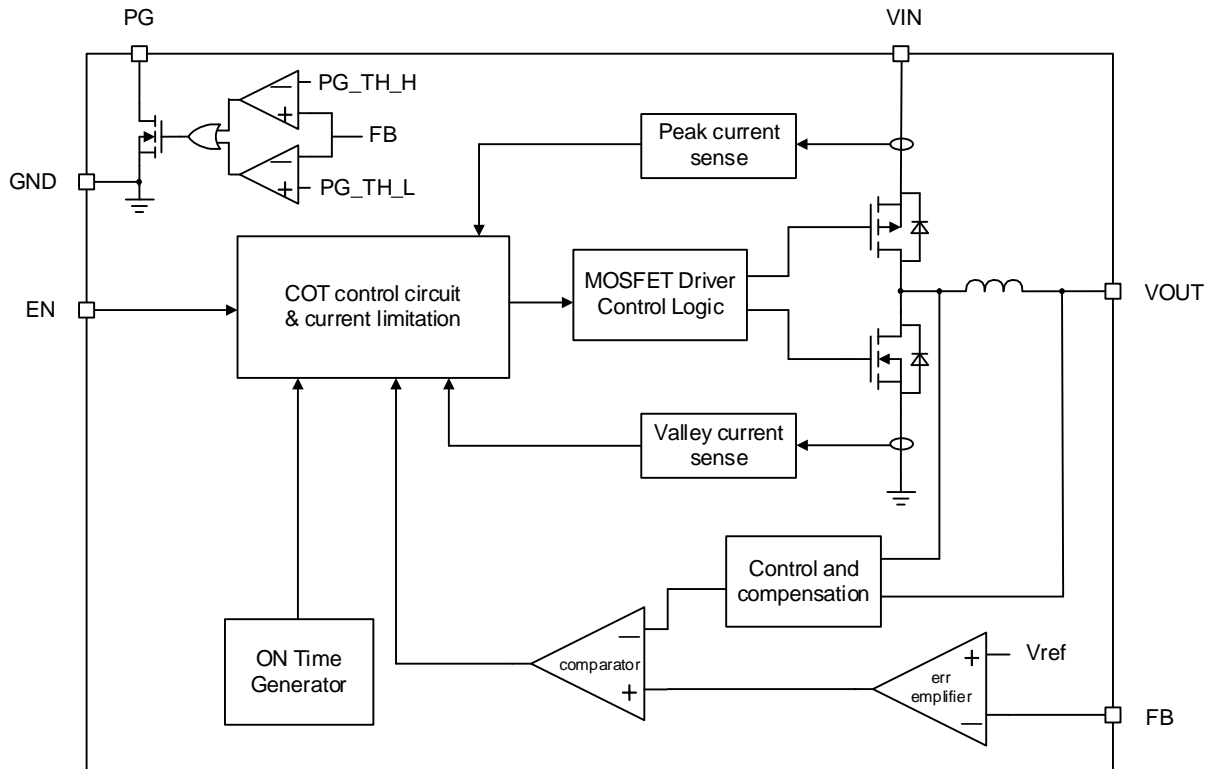 PG
VIN
PG_TH_H
FB
PG_TH_L
GND
Peak current
sense
COT control circuit
& current limitation
MOSFET Driver
Control Logic
EN
VOUT
Valley current
sense
Control and
compensation
ON Time
Generator
comparator
err
emplifier
Vref
FB